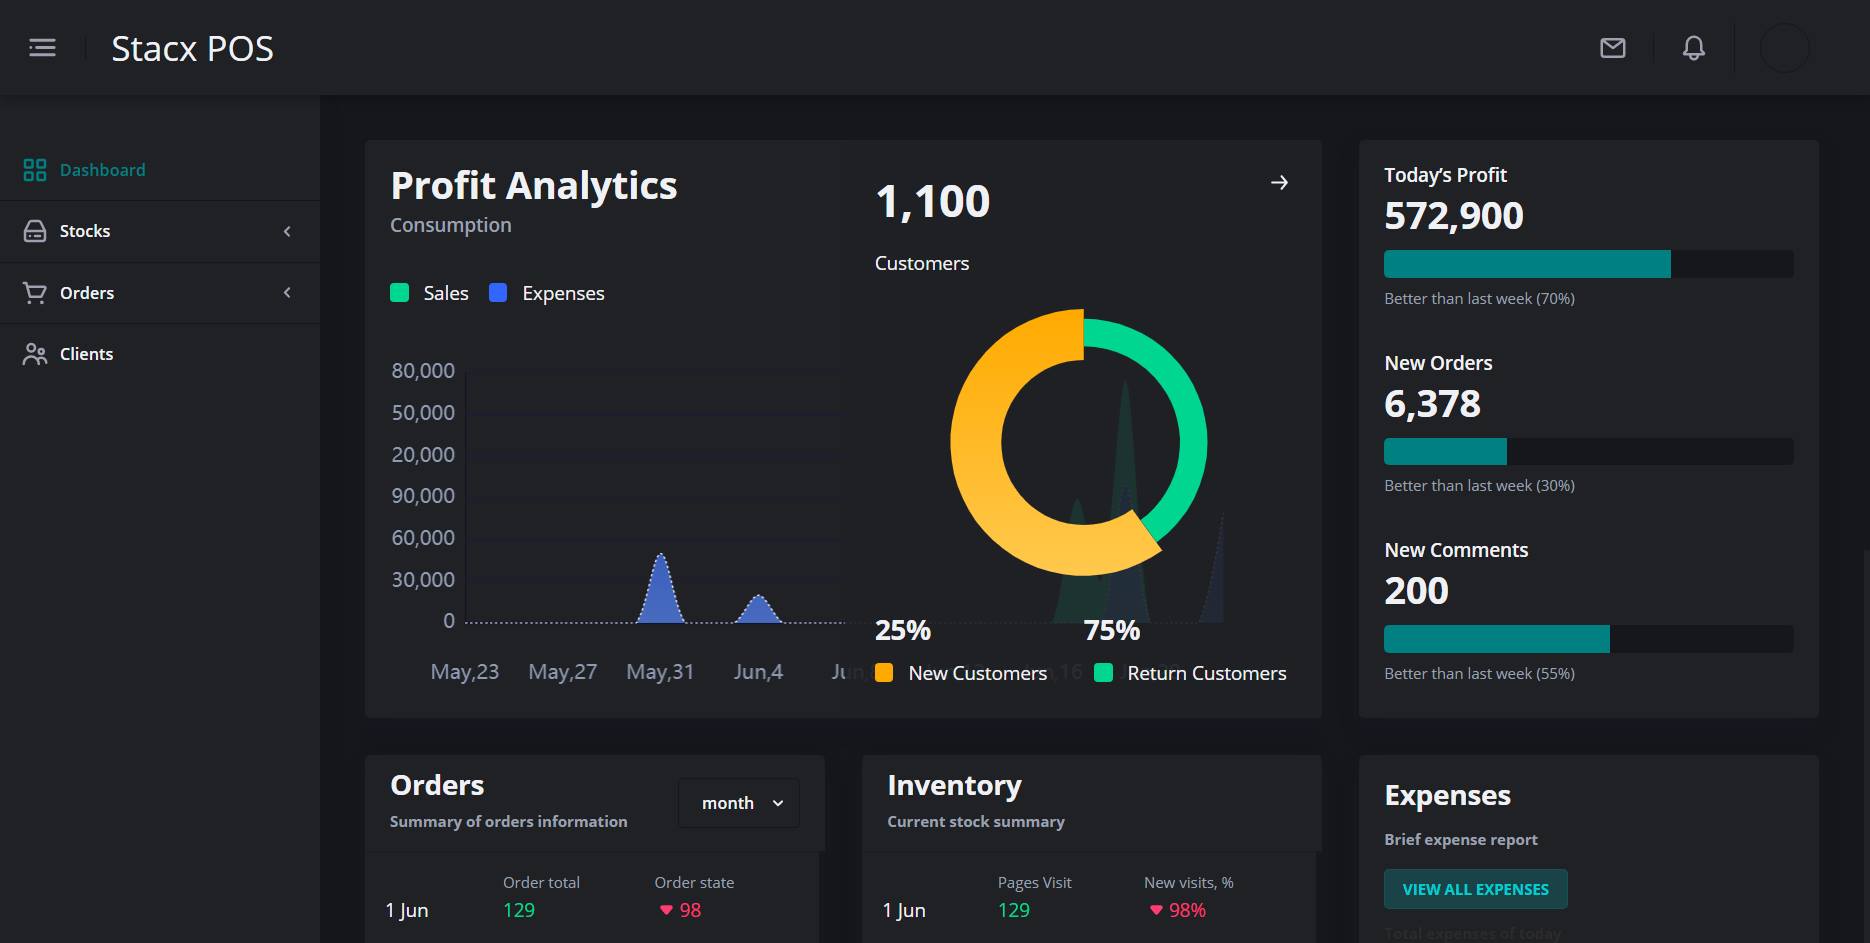 Stacx POS
Dashboard
Stocks
Orders
Clients
Profit Analytics
Consumption
Sales
Expenses
80,000
50,000
20,000
90,000
60,000
30,000
0
May,23
May,27
May,31
Jun,4
1,100
Customers
25%
75%
New Customers
Return Customers
Today’s Profit
572,900
Better than last week (70%)
New Orders
6,378
Better than last week (30%)
New Comments
200
Better than last week (55%)
Orders
Summary of orders information
month
1 Jun
Order total
129
Order state
98
Inventory
Current stock summary
1 Jun
Pages Visit
129
New visits, %
98%
Expenses
Brief expense report
VIEW ALL EXPENSES
Total expenses of today